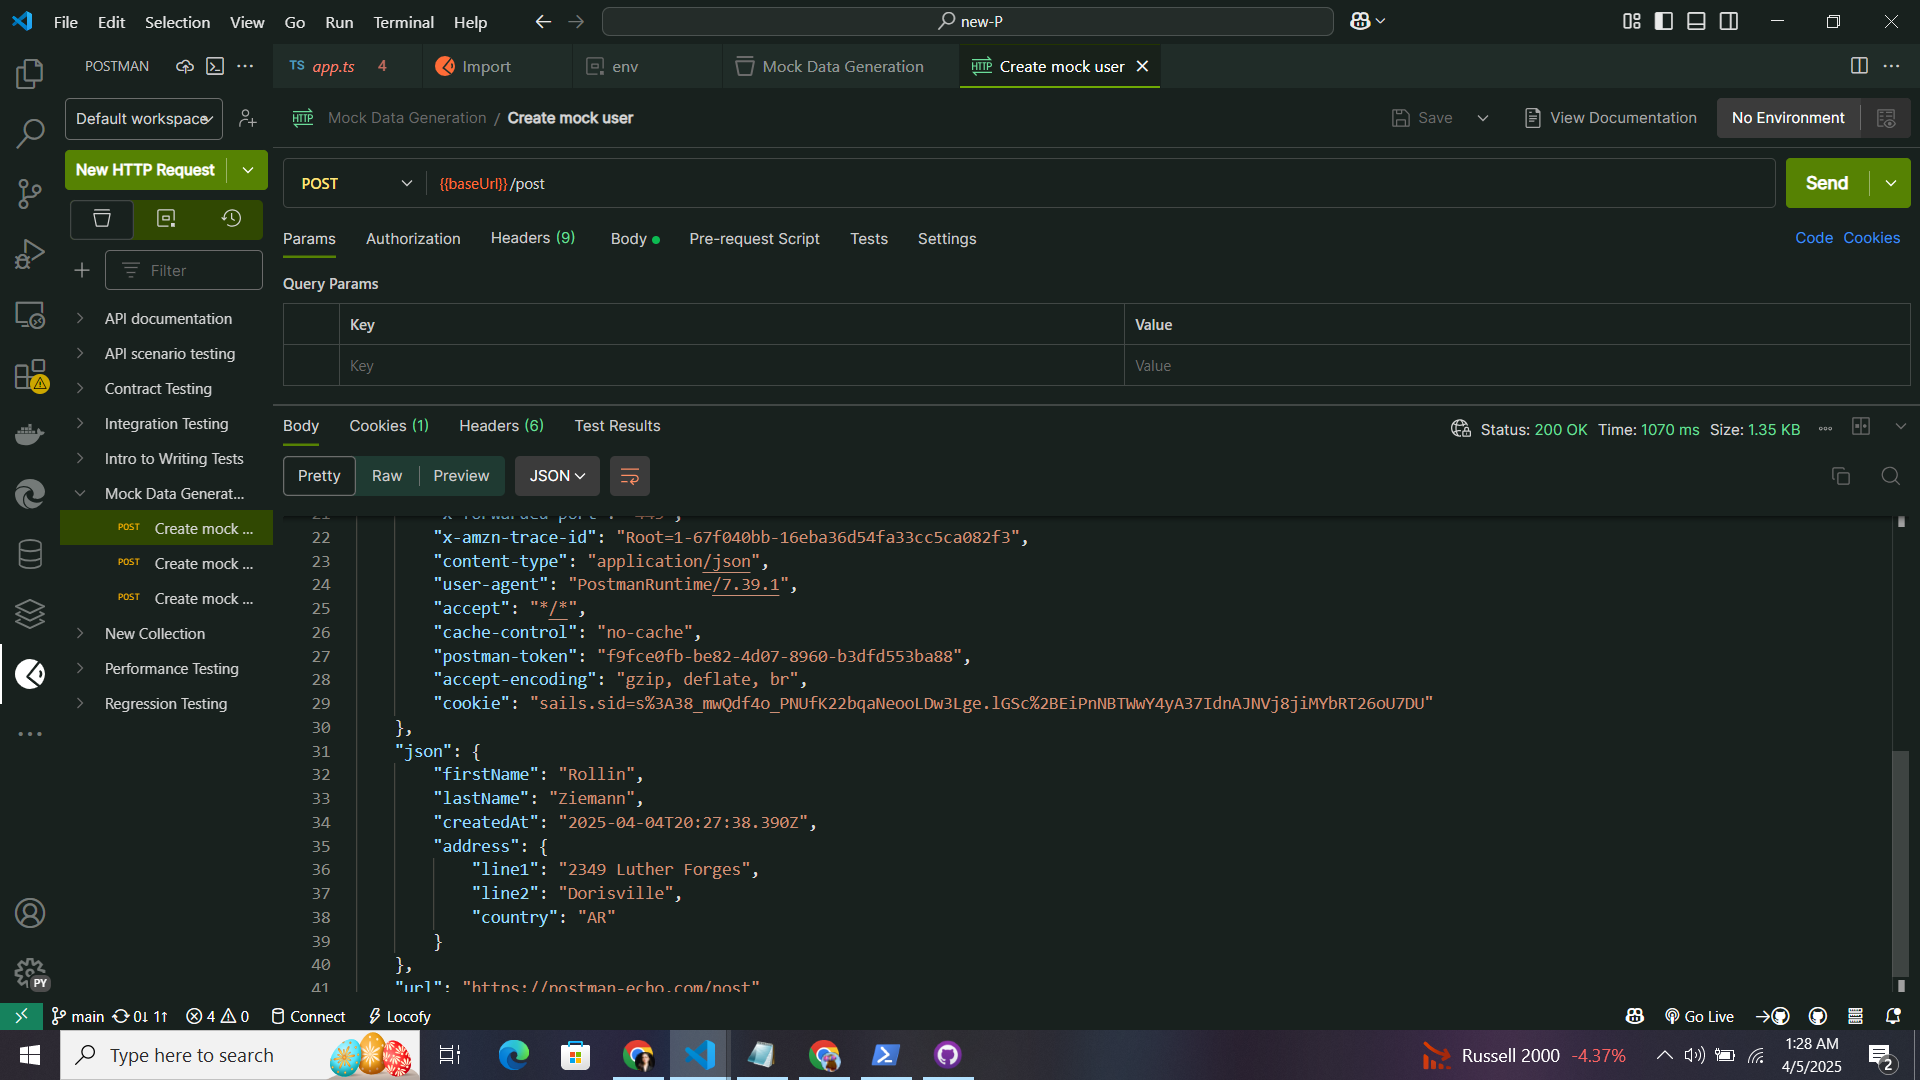 File Edit Selection View Go Run Terminal Help
new-P
POSTMAN
TS app.ts 4
Import
env
Mock Data Generation
HTTP Create mock user
Default workspace
HTTP Mock Data Generation / Create mock user
Save
View Documentation
No Environment
New HTTP Request
POST
{{baseUrl}}/post
Send
Params Authorization Headers (9) Body Pre-request Script Tests Settings
Code Cookies
Filter
Query Params
Key Value
Key Value
API documentation
API scenario testing
Contract Testing
Integration Testing
Intro to Writing Tests
Mock Data Generat...
POST Create mock ...
POST Create mock ...
POST Create mock ...
New Collection
Performance Testing
Regression Testing
Body Cookies (1) Headers (6) Test Results
Status: 200 OK Time: 1070 ms Size: 1.35 KB
Pretty Raw Preview JSON
21 "x-forwarded-port": "443",
22 "x-amzn-trace-id": "Root=1-67f040bb-16eba36d54fa33cc5ca082f3",
23 "content-type": "application/json",
24 "user-agent": "PostmanRuntime/7.39.1",
25 "accept": "*/*",
26 "cache-control": "no-cache",
27 "postman-token": "f9fce0fb-be82-4d07-8960-b3dfd553ba88",
28 "accept-encoding": "gzip, deflate, br",
29 "cookie": "sails.sid=s%3A38_mwQdf4o_PNUfK22bqaNeooLDw3Lge.lGSc%2BEiPnNBTWwY4yA37IdnAJNVj8jiMYbRT26oU7DU"
30 },
31 "json": {
32 "firstName": "Rollin",
33 "lastName": "Ziemann",
34 "createdAt": "2025-04-04T20:27:38.390Z",
35 "address": {
36 "line1": "2349 Luther Forges",
37 "line2": "Dorisville",
38 "country": "AR"
39 }
40 },
41 "url": "https://postman-echo.com/post"
PY
main 0↓ 1↑ 4 0 Connect Locofy
Go Live
Type here to search
Russell 2000 -4.37%
1:28 AM
4/5/2025
2